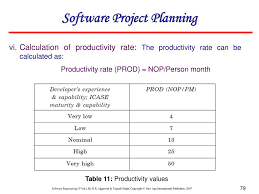 Software Project Planning
vi. Calculation of productivity rate: The productivity rate can be
calculated as:
Productivity rate (PROD) = NOP/Person month
Developer's experience
& capability; ICASE
maturity & capability
PROD (NOP/PM)
Very low 4
Low 7
Nominal 13
High 25
Very high 50
Table 11: Productivity values
Software Engineering (3rd ed.), By K.K Aggarwal & Yogesh Singh, Copyright © New Age International Publishers, 2007
79